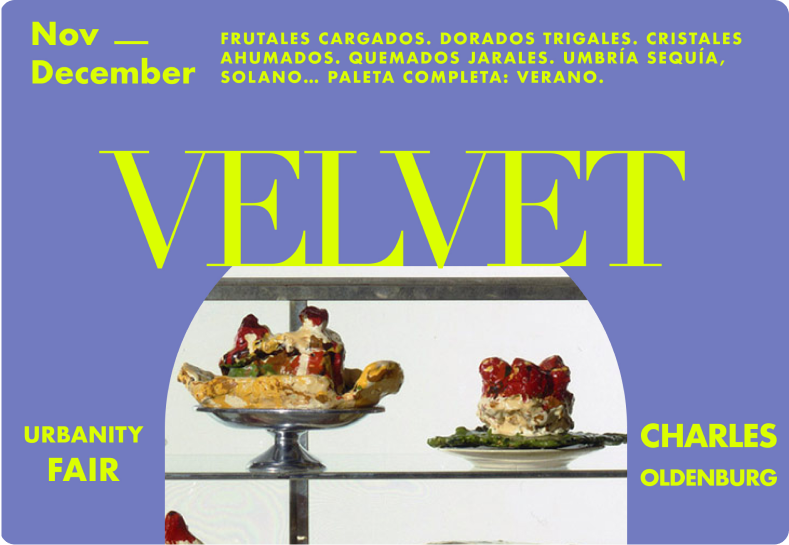 Nov —
December
FRUTALES CARGADOS. DORADOS TRIGALES. CRISTALES
AHUMADOS. QUEMADOS JARALES. UMBRÍA SEQUÍA,
SOLANO... PALETA COMPLETA: VERANO.
VELVET
URBANITY
FAIR
CHARLES
OLDENBURG